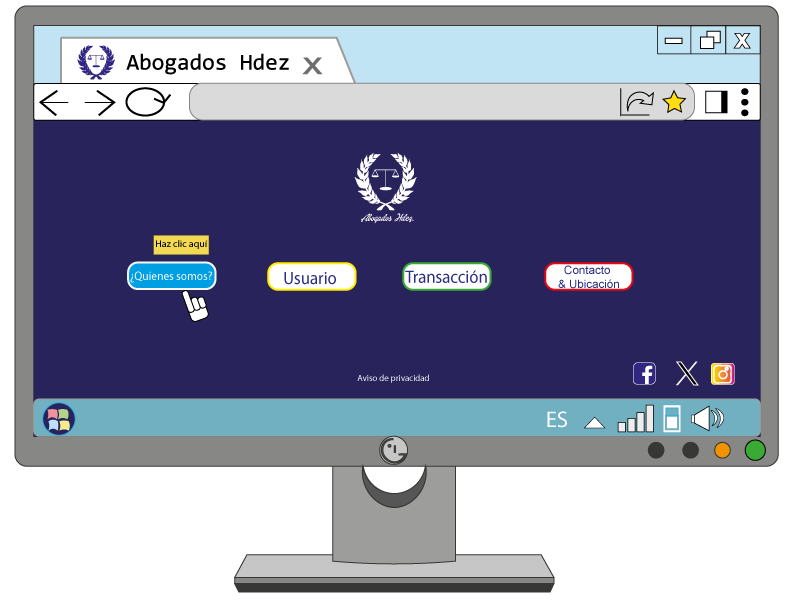 Abogados Hdez X
X
Abogados Hdez.
Haz clic aquí
¿Quienes somos?
Usuario
Transacción
Contacto
& Ubicación
Aviso de privacidad
ES